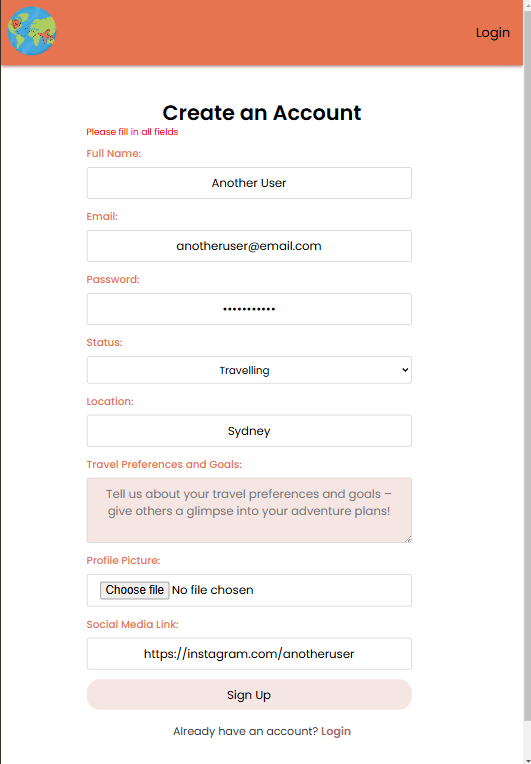 Login
Create an Account
Please fill in all fields
Full Name:
Another User
Email:
anotheruser@email.com
Password:
•••••••••••
Status:
Travelling
Location:
Sydney
Travel Preferences and Goals:
Tell us about your travel preferences and goals –
give others a glimpse into your adventure plans!
Profile Picture:
Choose file No file chosen
Social Media Link:
https://instagram.com/anotheruser
Sign Up
Already have an account? Login